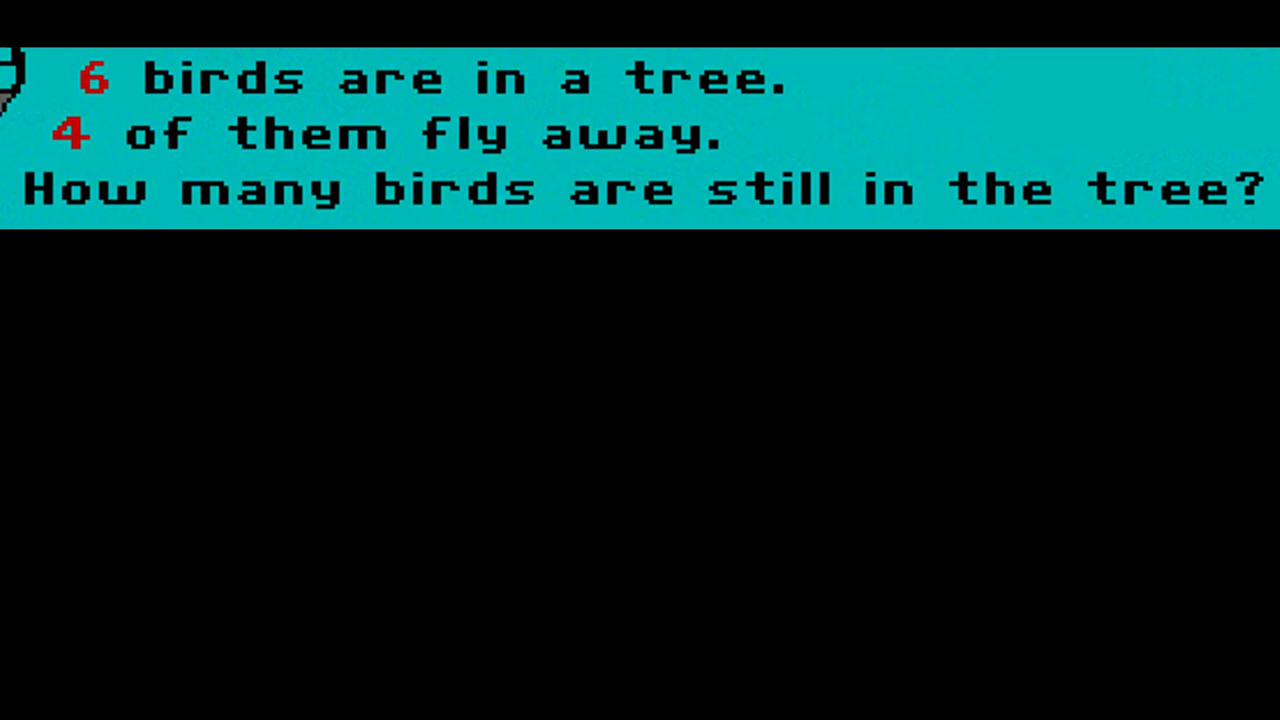 6 birds are in a tree.
4 of them fly away.
How many birds are still in the tree?